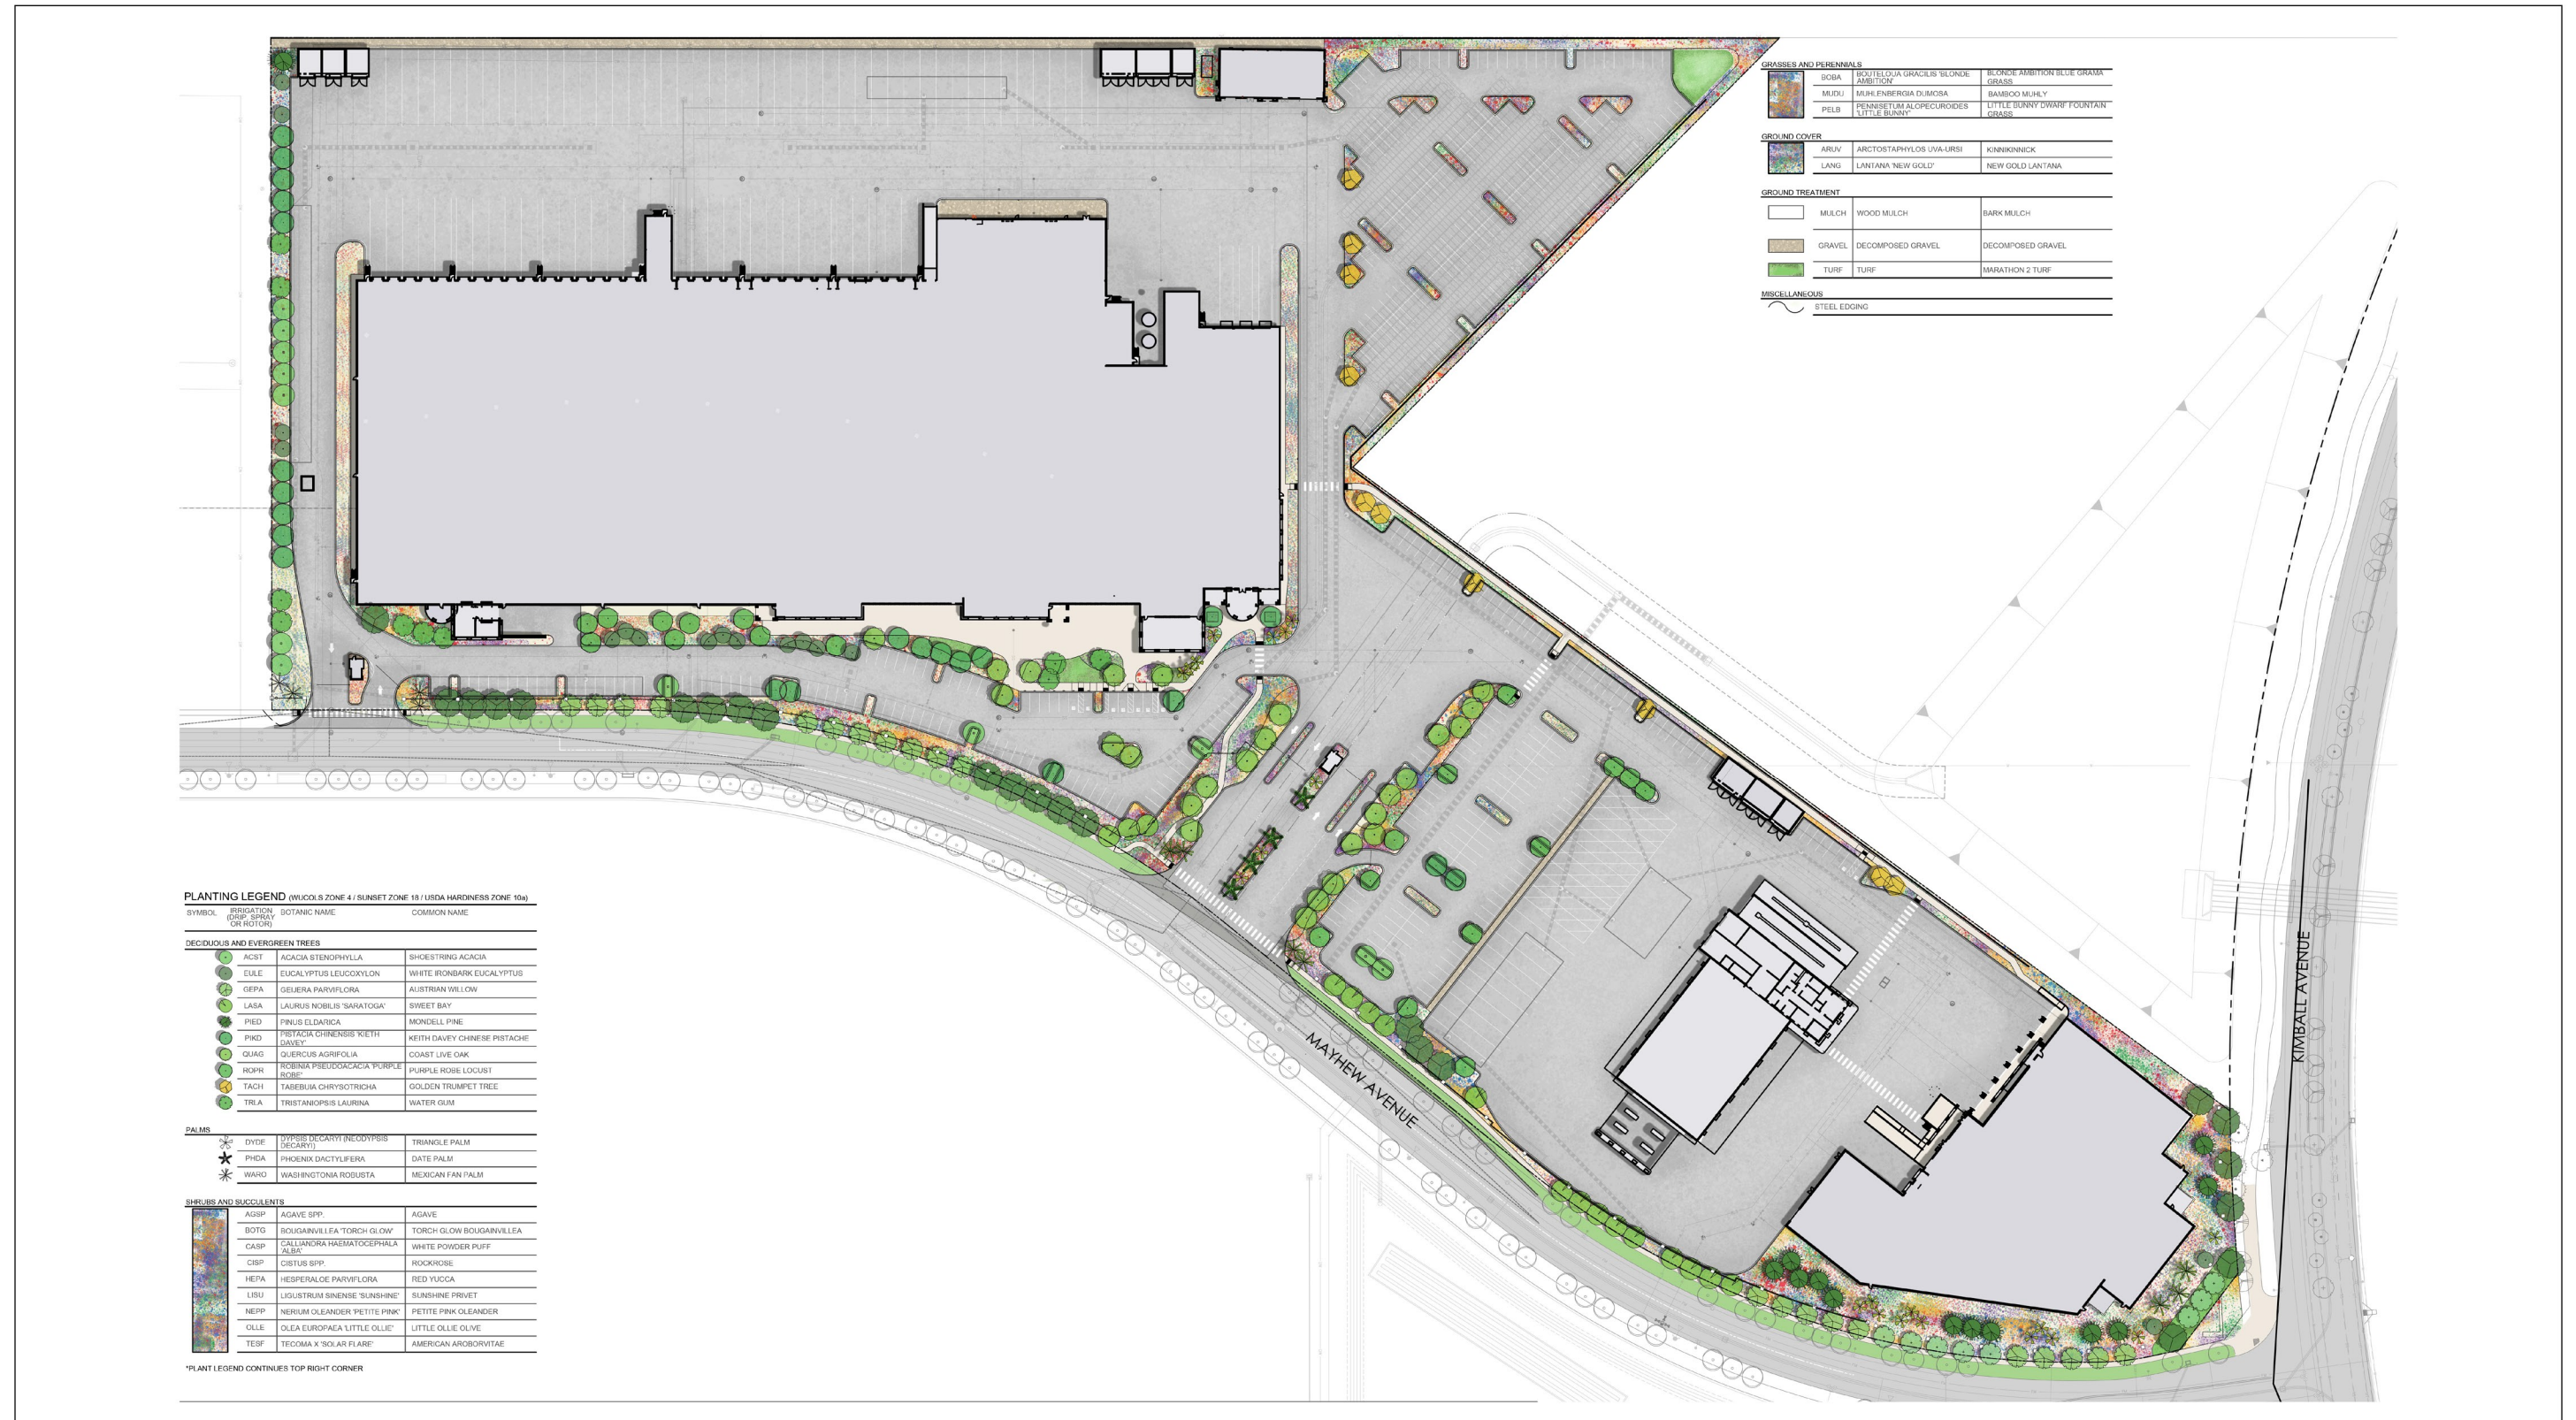 GRASSES AND PERENNIALS
BOBA BOUTELOUA GRACILIS 'BLONDE AMBITION' BLONDE AMBITION BLUE GRAMA GRASS
MUDU MUHLENBERGIA DUMOSA BAMBOO MUHLY
PELB PENNISETUM ALOPECUROIDES 'LITTLE BUNNY' LITTLE BUNNY DWARF FOUNTAIN GRASS
GROUND COVER
ARUV ARCTOSTAPHYLOS UVA-URSI KINNIKINNICK
LANG LANTANA 'NEW GOLD' NEW GOLD LANTANA
GROUND TREATMENT
MULCH WOOD MULCH BARK MULCH
GRAVEL DECOMPOSED GRAVEL DECOMPOSED GRAVEL
TURF TURF MARATHON 2 TURF
MISCELLANEOUS
STEEL EDGING
KIMBALL AVENUE
MAYHEW AVENUE
PLANTING LEGEND (WUCOLS ZONE 4 / SUNSET ZONE 18 / USDA HARDINESS ZONE 10a)
SYMBOL IRRIGATION (DRIP, SPRAY OR ROTOR) BOTANIC NAME COMMON NAME
DECIDUOUS AND EVERGREEN TREES
ACST ACACIA STENOPHYLLA SHOESTRING ACACIA
EULE EUCALYPTUS LEUCOXYLON WHITE IRONBARK EUCALYPTUS
GEPA GEIJERA PARVIFLORA AUSTRIAN WILLOW
LASA LAURUS NOBILIS 'SARATOGA' SWEET BAY
PIED PINUS ELDARICA MONDELL PINE
PIKD PISTACIA CHINENSIS 'KIETH DAVEY' KEITH DAVEY CHINESE PISTACHE
QUAG QUERCUS AGRIFOLIA COAST LIVE OAK
ROPR ROBINIA PSEUDOACACIA 'PURPLE ROBE' PURPLE ROBE LOCUST
TACH TABEBUIA CHRYSOTRICHA GOLDEN TRUMPET TREE
TRLA TRISTANIOPSIS LAURINA WATER GUM
PALMS
DYDE DYPSIS DECARYI (NEODYPSIS DECARYI) TRIANGLE PALM
PHDA PHOENIX DACTYLIFERA DATE PALM
WARO WASHINGTONIA ROBUSTA MEXICAN FAN PALM
SHRUBS AND SUCCULENTS
AGSP AGAVE SPP. AGAVE
BOTG BOUGAINVILLEA 'TORCH GLOW' TORCH GLOW BOUGAINVILLEA
CASP CALLIANDRA HAEMATOCEPHALA 'ALBA' WHITE POWDER PUFF
CISP CISTUS SPP. ROCKROSE
HEPA HESPERALOE PARVIFLORA RED YUCCA
LISU LIGUSTRUM SINENSE 'SUNSHINE' SUNSHINE PRIVET
NEPP NERIUM OLEANDER 'PETITE PINK' PETITE PINK OLEANDER
OLLE OLEA EUROPAEA 'LITTLE OLLIE' LITTLE OLLIE OLIVE
TESF TECOMA X 'SOLAR FLARE' AMERICAN AROBORVITAE
*PLANT LEGEND CONTINUES TOP RIGHT CORNER